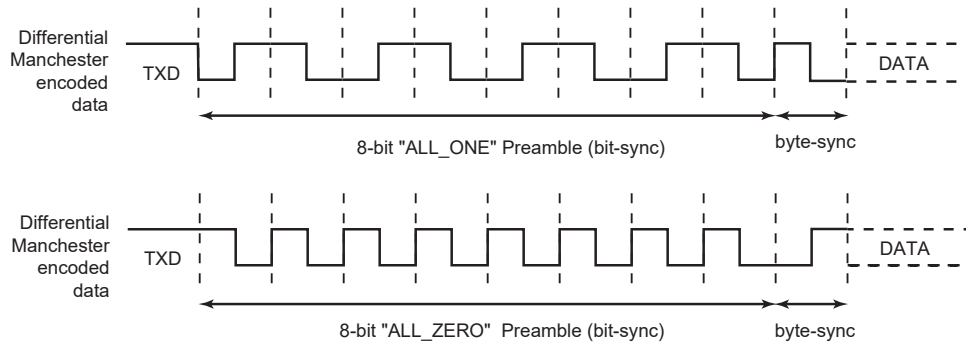 Differential
Manchester
encoded
data
TXD
DATA
8-bit "ALL_ONE" Preamble (bit-sync)
byte-sync
Differential
Manchester
encoded
data
TXD
DATA
8-bit "ALL_ZERO" Preamble (bit-sync)
byte-sync